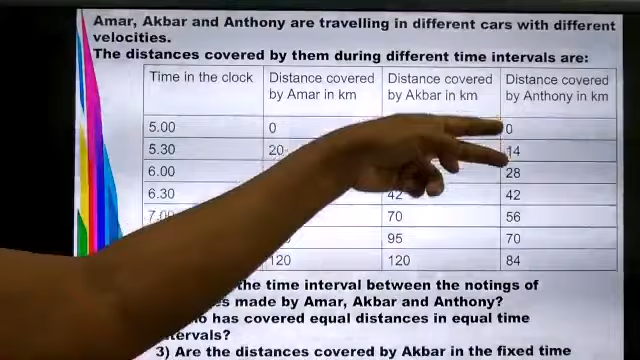 Amar, Akbar and Anthony are travelling in different cars with different
velocities.
The distances covered by them during different time intervals are:
Time in the clock Distance covered by Amar in km Distance covered by Akbar in km Distance covered by Anthony in km
5.00 0 0
5.30 20 14
6.00 28
6.30 42 42
7.00 70 56
95 70
120 120 84
the time interval between the notings of
made by Amar, Akbar and Anthony?
has covered equal distances in equal time
3) Are the distances covered by Akbar in the fixed time